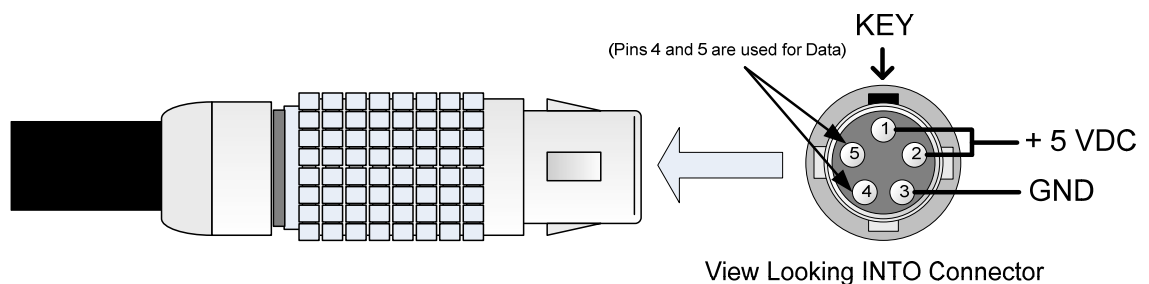 KEY
(Pins 4 and 5 are used for Data)
1
5
2
+ 5 VDC
4
3
GND
View Looking INTO Connector